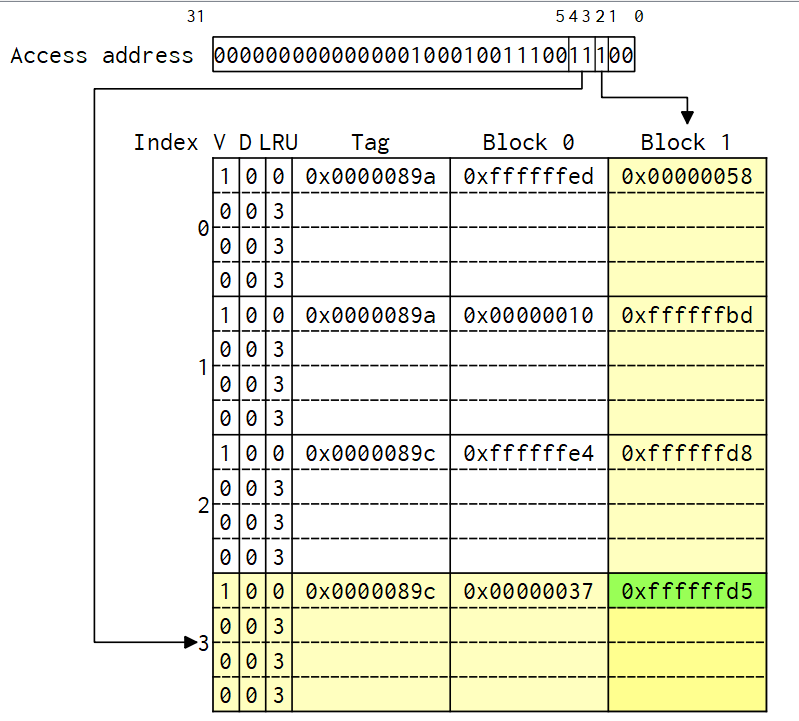 31 5 4 3 2 1 0
Access address 000000000000000100010011100 11 1 00
Index V D LRU Tag Block 0 Block 1
1 0 0 0x0000089a 0xffffffed 0x00000058
0 0 3
0
0 0 3
0 0 3
1 0 0 0x0000089a 0x00000010 0xffffffbd
0 0 3
1
0 0 3
0 0 3
1 0 0 0x0000089c 0xffffffe4 0xffffffd8
0 0 3
2
0 0 3
0 0 3
1 0 0 0x0000089c 0x00000037 0xffffffd5
0 0 3
3
0 0 3
0 0 3